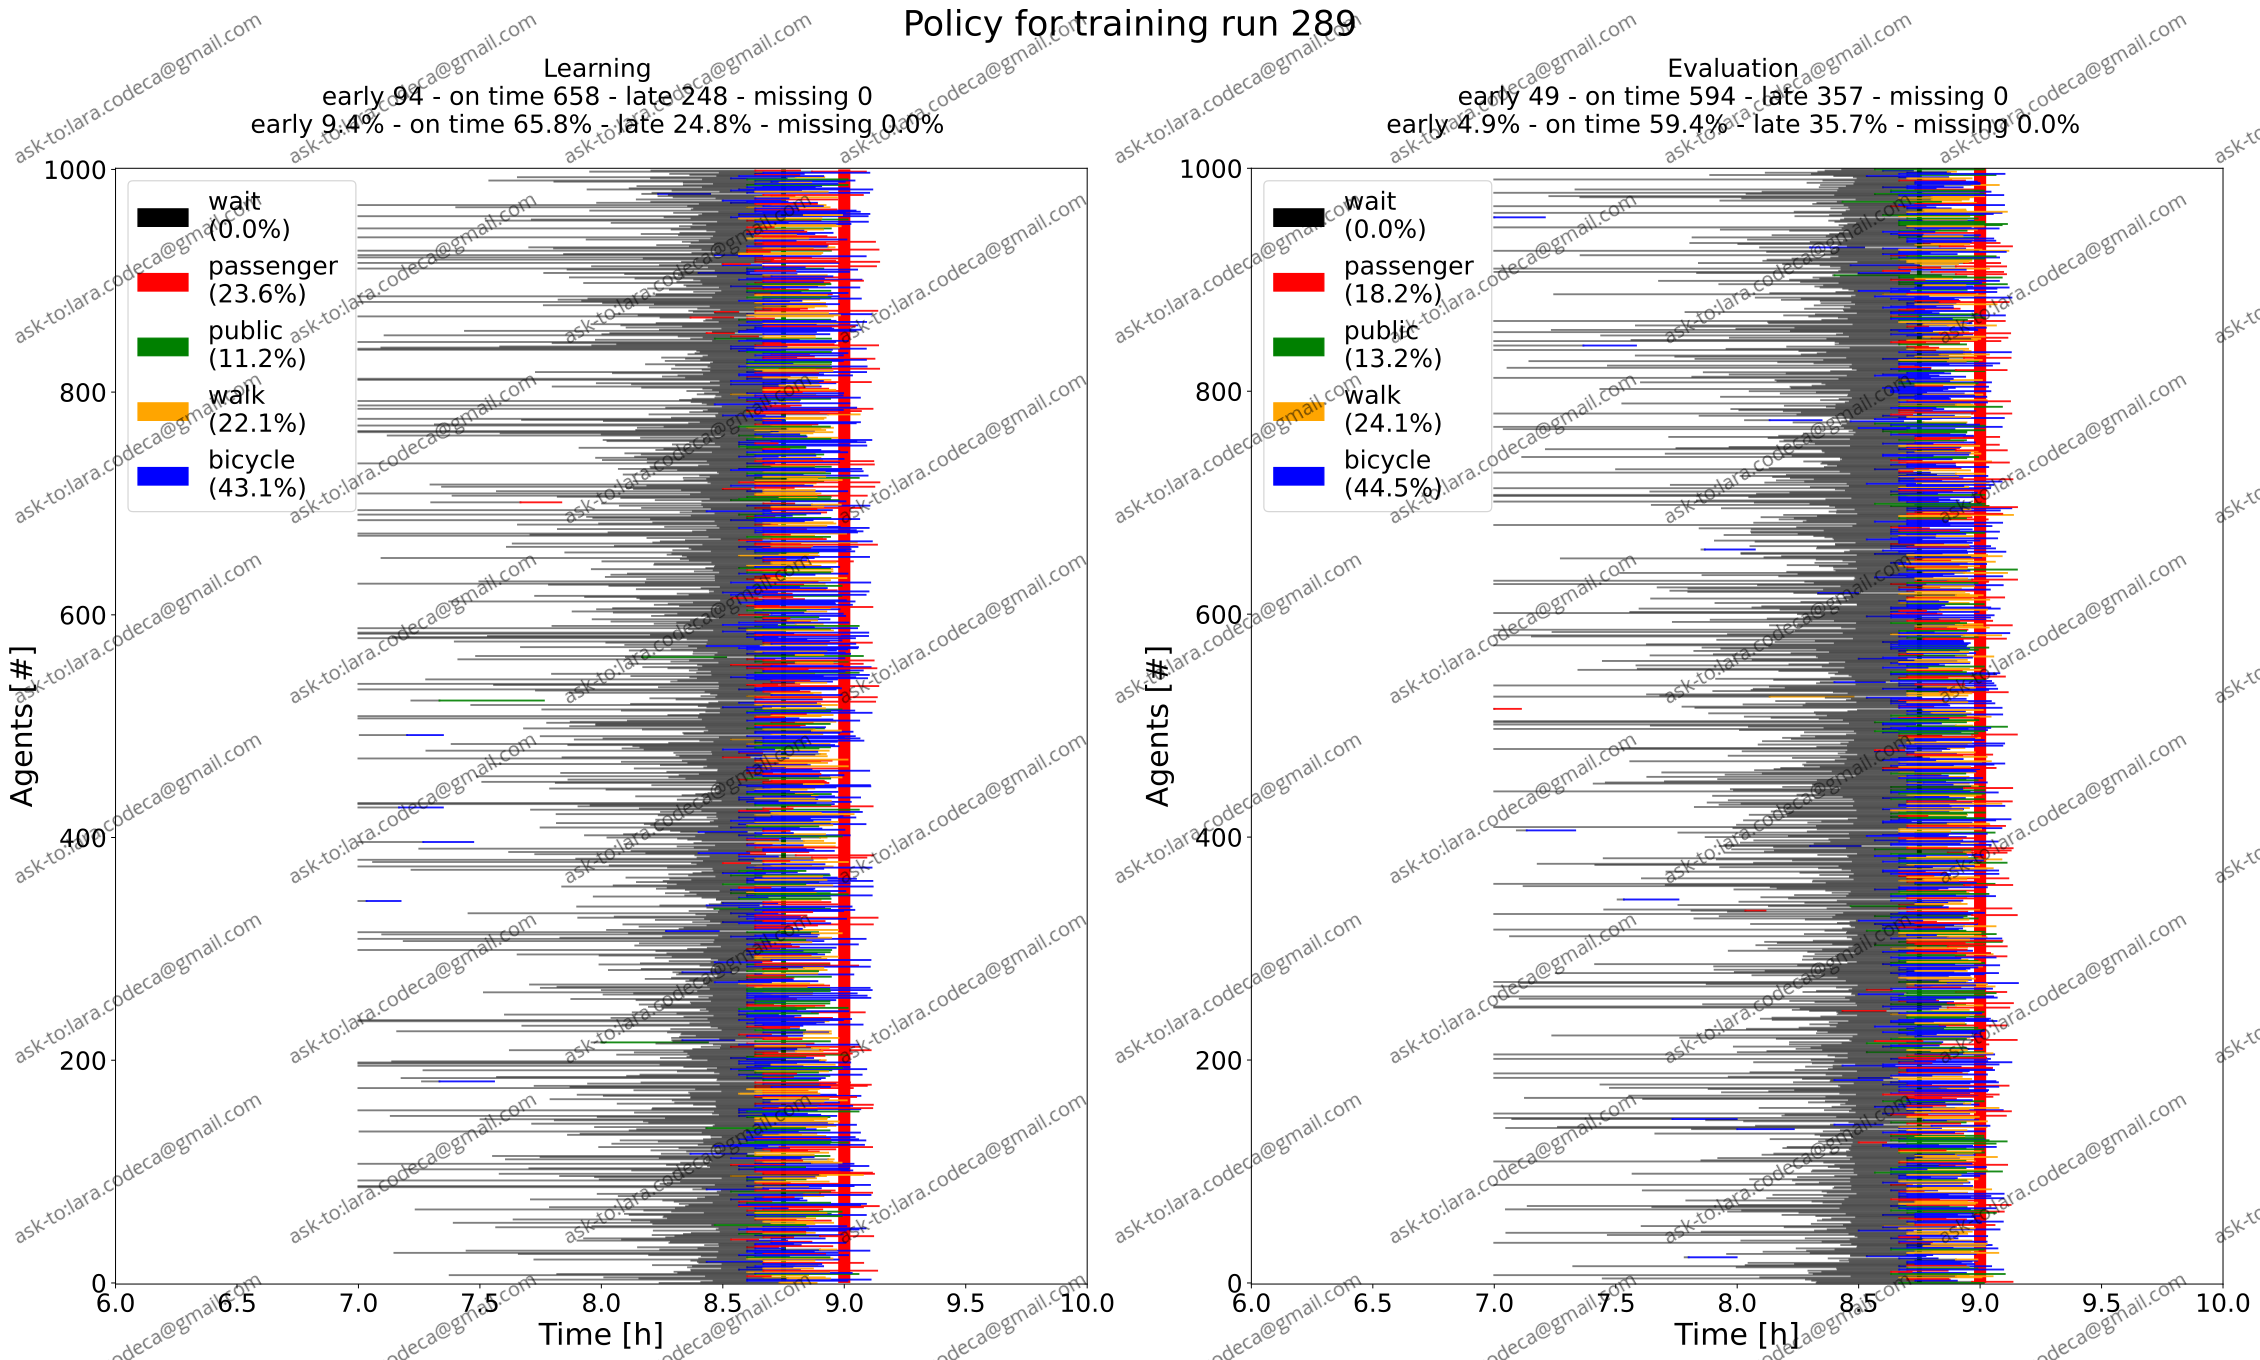 Policy for training run 289
Learning
early 94 - on time 658 - late 248 - missing 0
early 9.4% - on time 65.8% - late 24.8% - missing 0.0%
1000
800
600
400
200
0
Agents [#]
wait
(0.0%)
passenger
(23.6%)
public
(11.2%)
walk
(22.1%)
bicycle
(43.1%)
6.0 6.5 7.0 7.5 8.0 8.5 9.0 9.5 10.0
Time [h]
Evaluation
early 49 - on time 594 - late 357 - missing 0
early 4.9% - on time 59.4% - late 35.7% - missing 0.0%
1000
800
600
400
200
0
Agents [#]
wait
(0.0%)
passenger
(18.2%)
public
(13.2%)
walk
(24.1%)
bicycle
(44.5%)
6.0 6.5 7.0 7.5 8.0 8.5 9.0 9.5 10.0
Time [h]
ask-to:lara.codeca@gmail.com